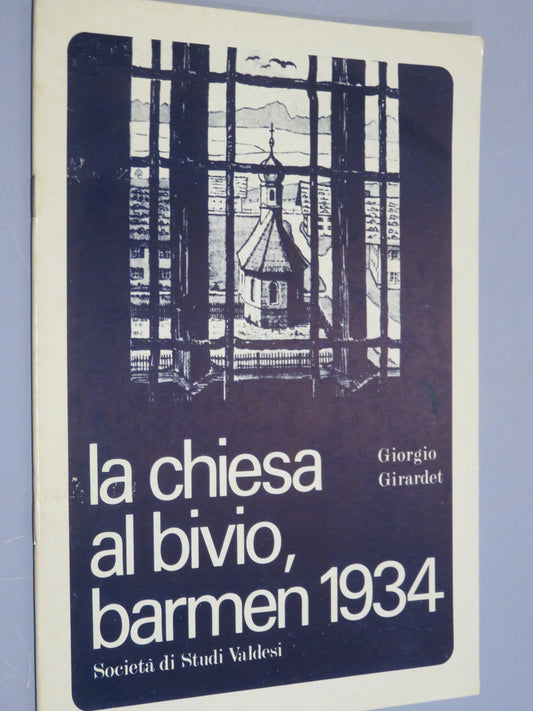 la chiesa
al bivio,
barmen 1934
Giorgio
Girardet
Società di Studi Valdesi